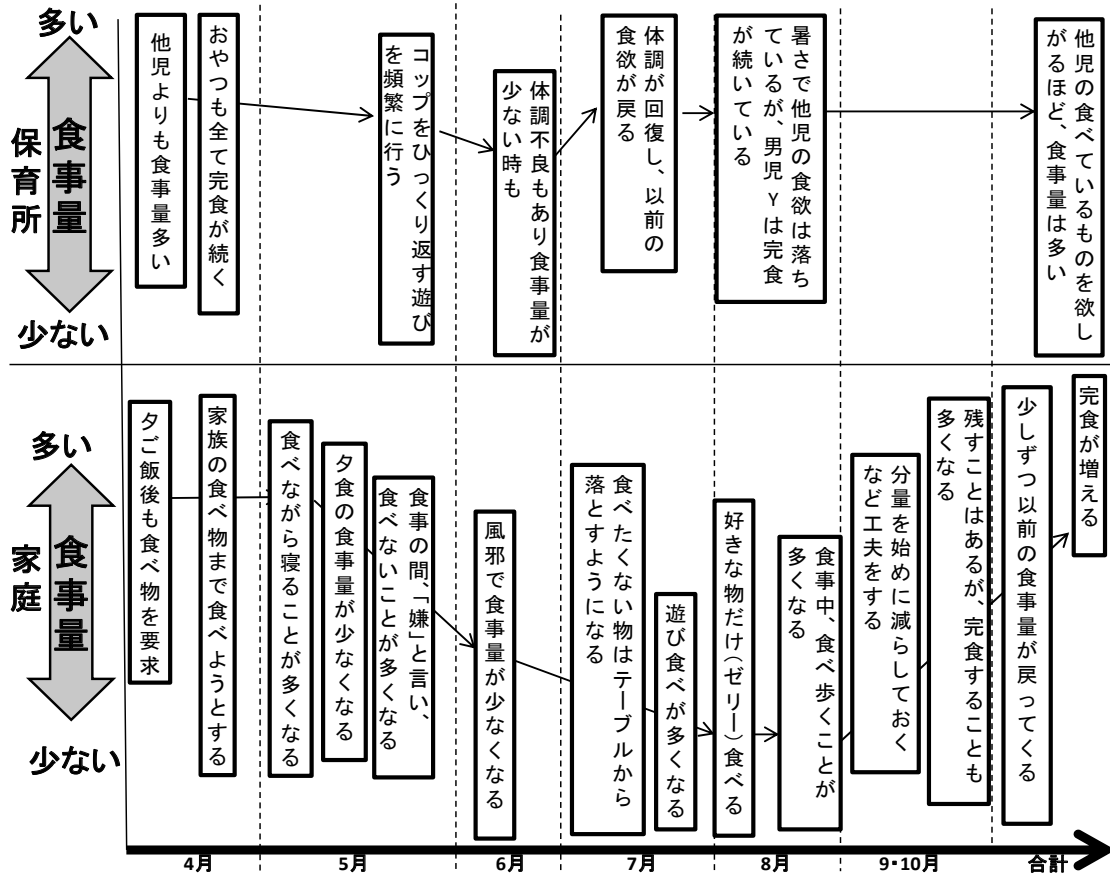 多い
食事量
保育所
少ない
他児よりも食事量多い
おやつも全て完食が続く
コップをひっくり返す遊び
を頻繁に行う
体調不良もあり食事量が
少ない時も
体調が回復し、以前の
食欲が戻る
暑さで他児の食欲は落ち
ているが、男児Yは完食
が続いている
他児の食べているものを欲し
がるほど、食事量は多い
多い
食事量
家庭
少ない
夕ご飯後も食べ物を要求
家族の食べ物まで食べようとする
食べながら寝ることが多くなる
夕食の食事量が少なくなる
食事の間、「嫌」と言い、
食べないことが多くなる
風邪で食事量が少なくなる
食べたくない物はテーブルから
落とすようになる
遊び食べが多くなる
好きな物だけ(ゼリー)食べる
食事中、食べ歩くことが
多くなる
分量を始めに減らしておく
など工夫をする
残すことはあるが、完食することも
多くなる
少しずつ以前の食事量が戻ってくる
完食が増える
4月
5月
6月
7月
8月
9・10月
合計